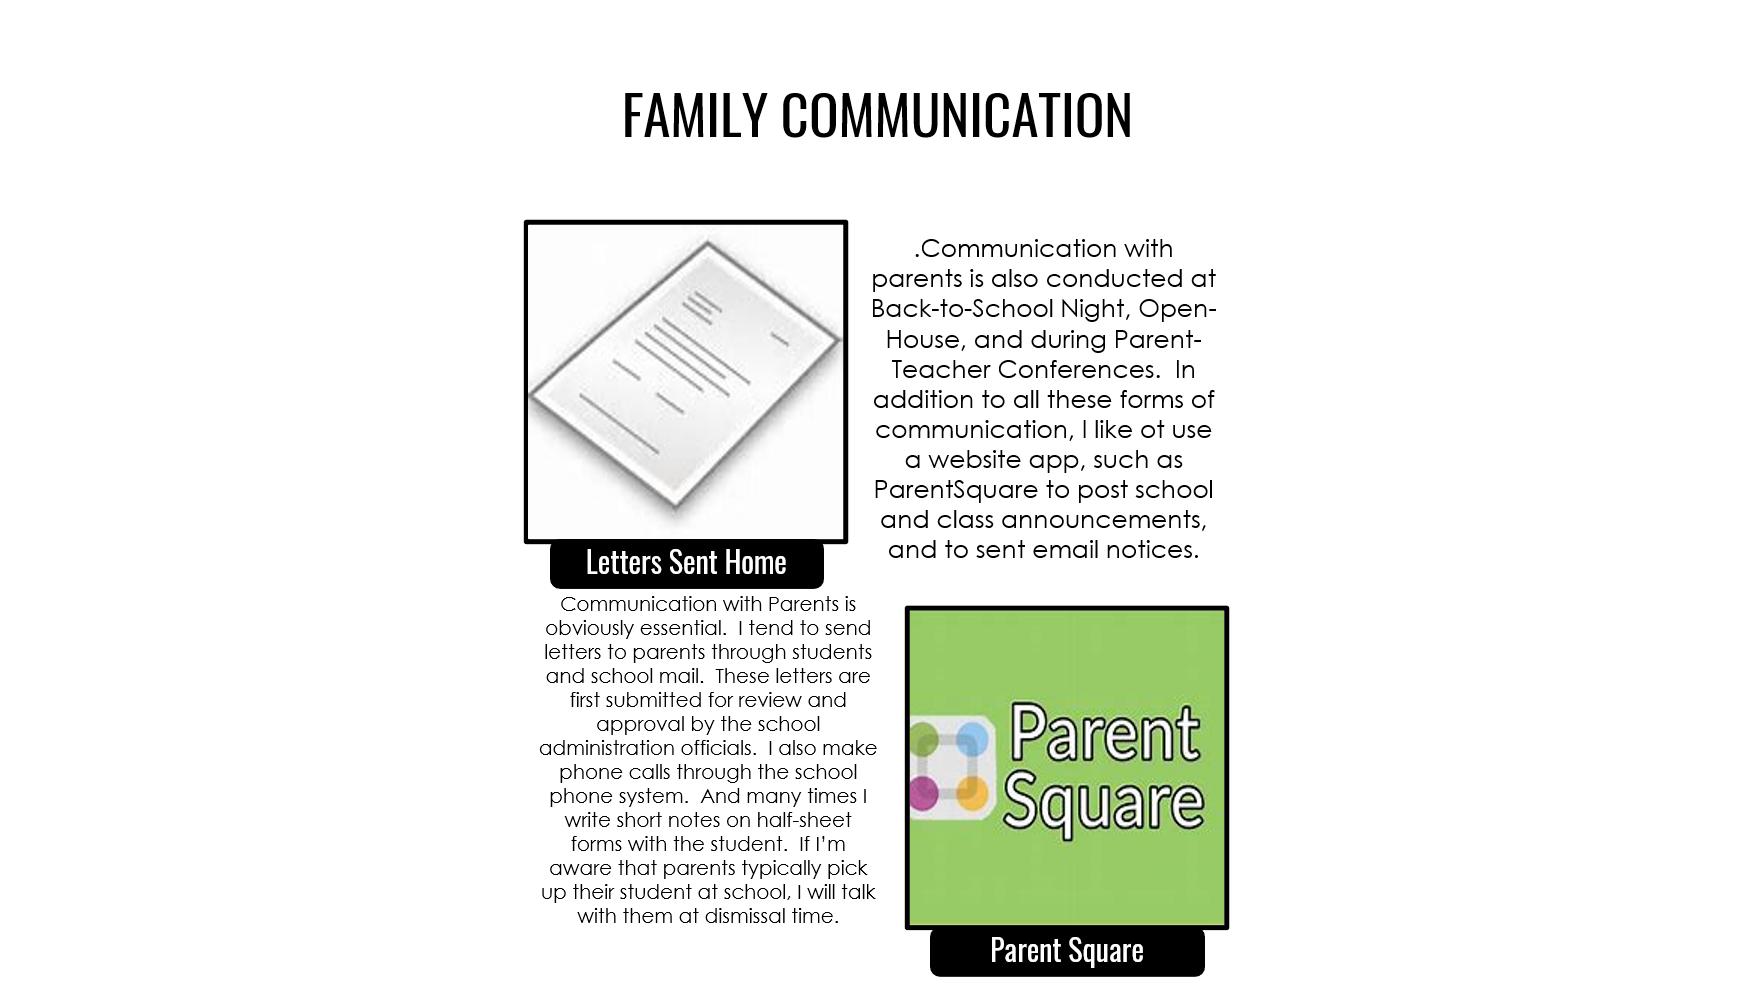 FAMILY COMMUNICATION
Letters Sent Home
Communication with Parents is
obviously essential.  I tend to send
letters to parents through students
and school mail.  These letters are
first submitted for review and
approval by the school
administration officials.  I also make
phone calls through the school
phone system.  And many times I
write short notes on half-sheet
forms with the student.  If I’m
aware that parents typically pick
up their student at school, I will talk
with them at dismissal time.
.Communication with
parents is also conducted at
Back-to-School Night, Open-
House, and during Parent-
Teacher Conferences.  In
addition to all these forms of
communication, I like ot use
a website app, such as
ParentSquare to post school
and class announcements,
and to sent email notices.
Parent
Square
Parent Square